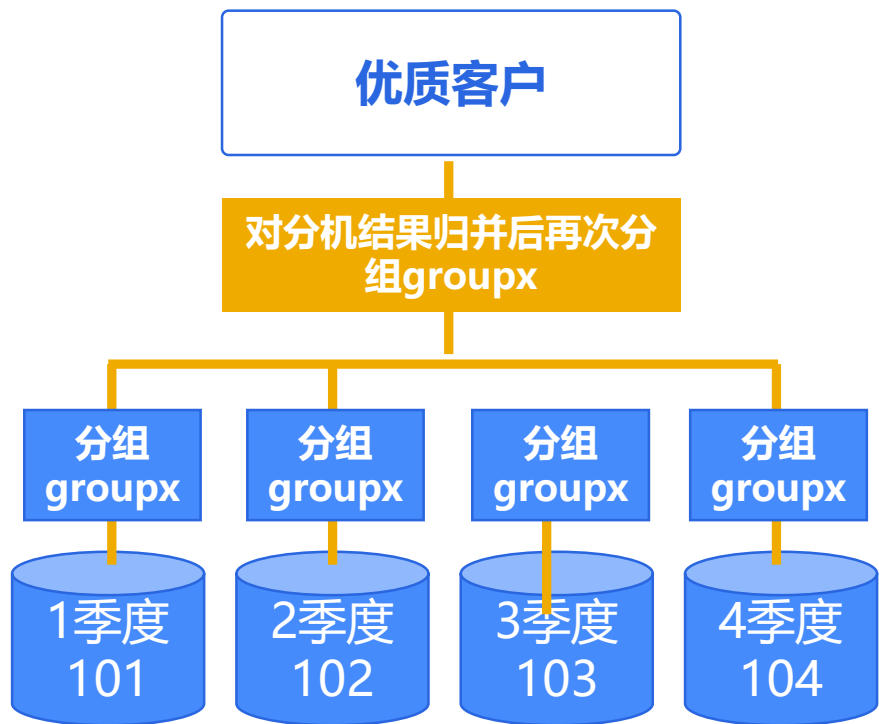 优质客户
对分机结果归并后再次分
组groupx
分组
groupx
分组
groupx
分组
groupx
分组
groupx
1季度
101
2季度
102
3季度
103
4季度
104